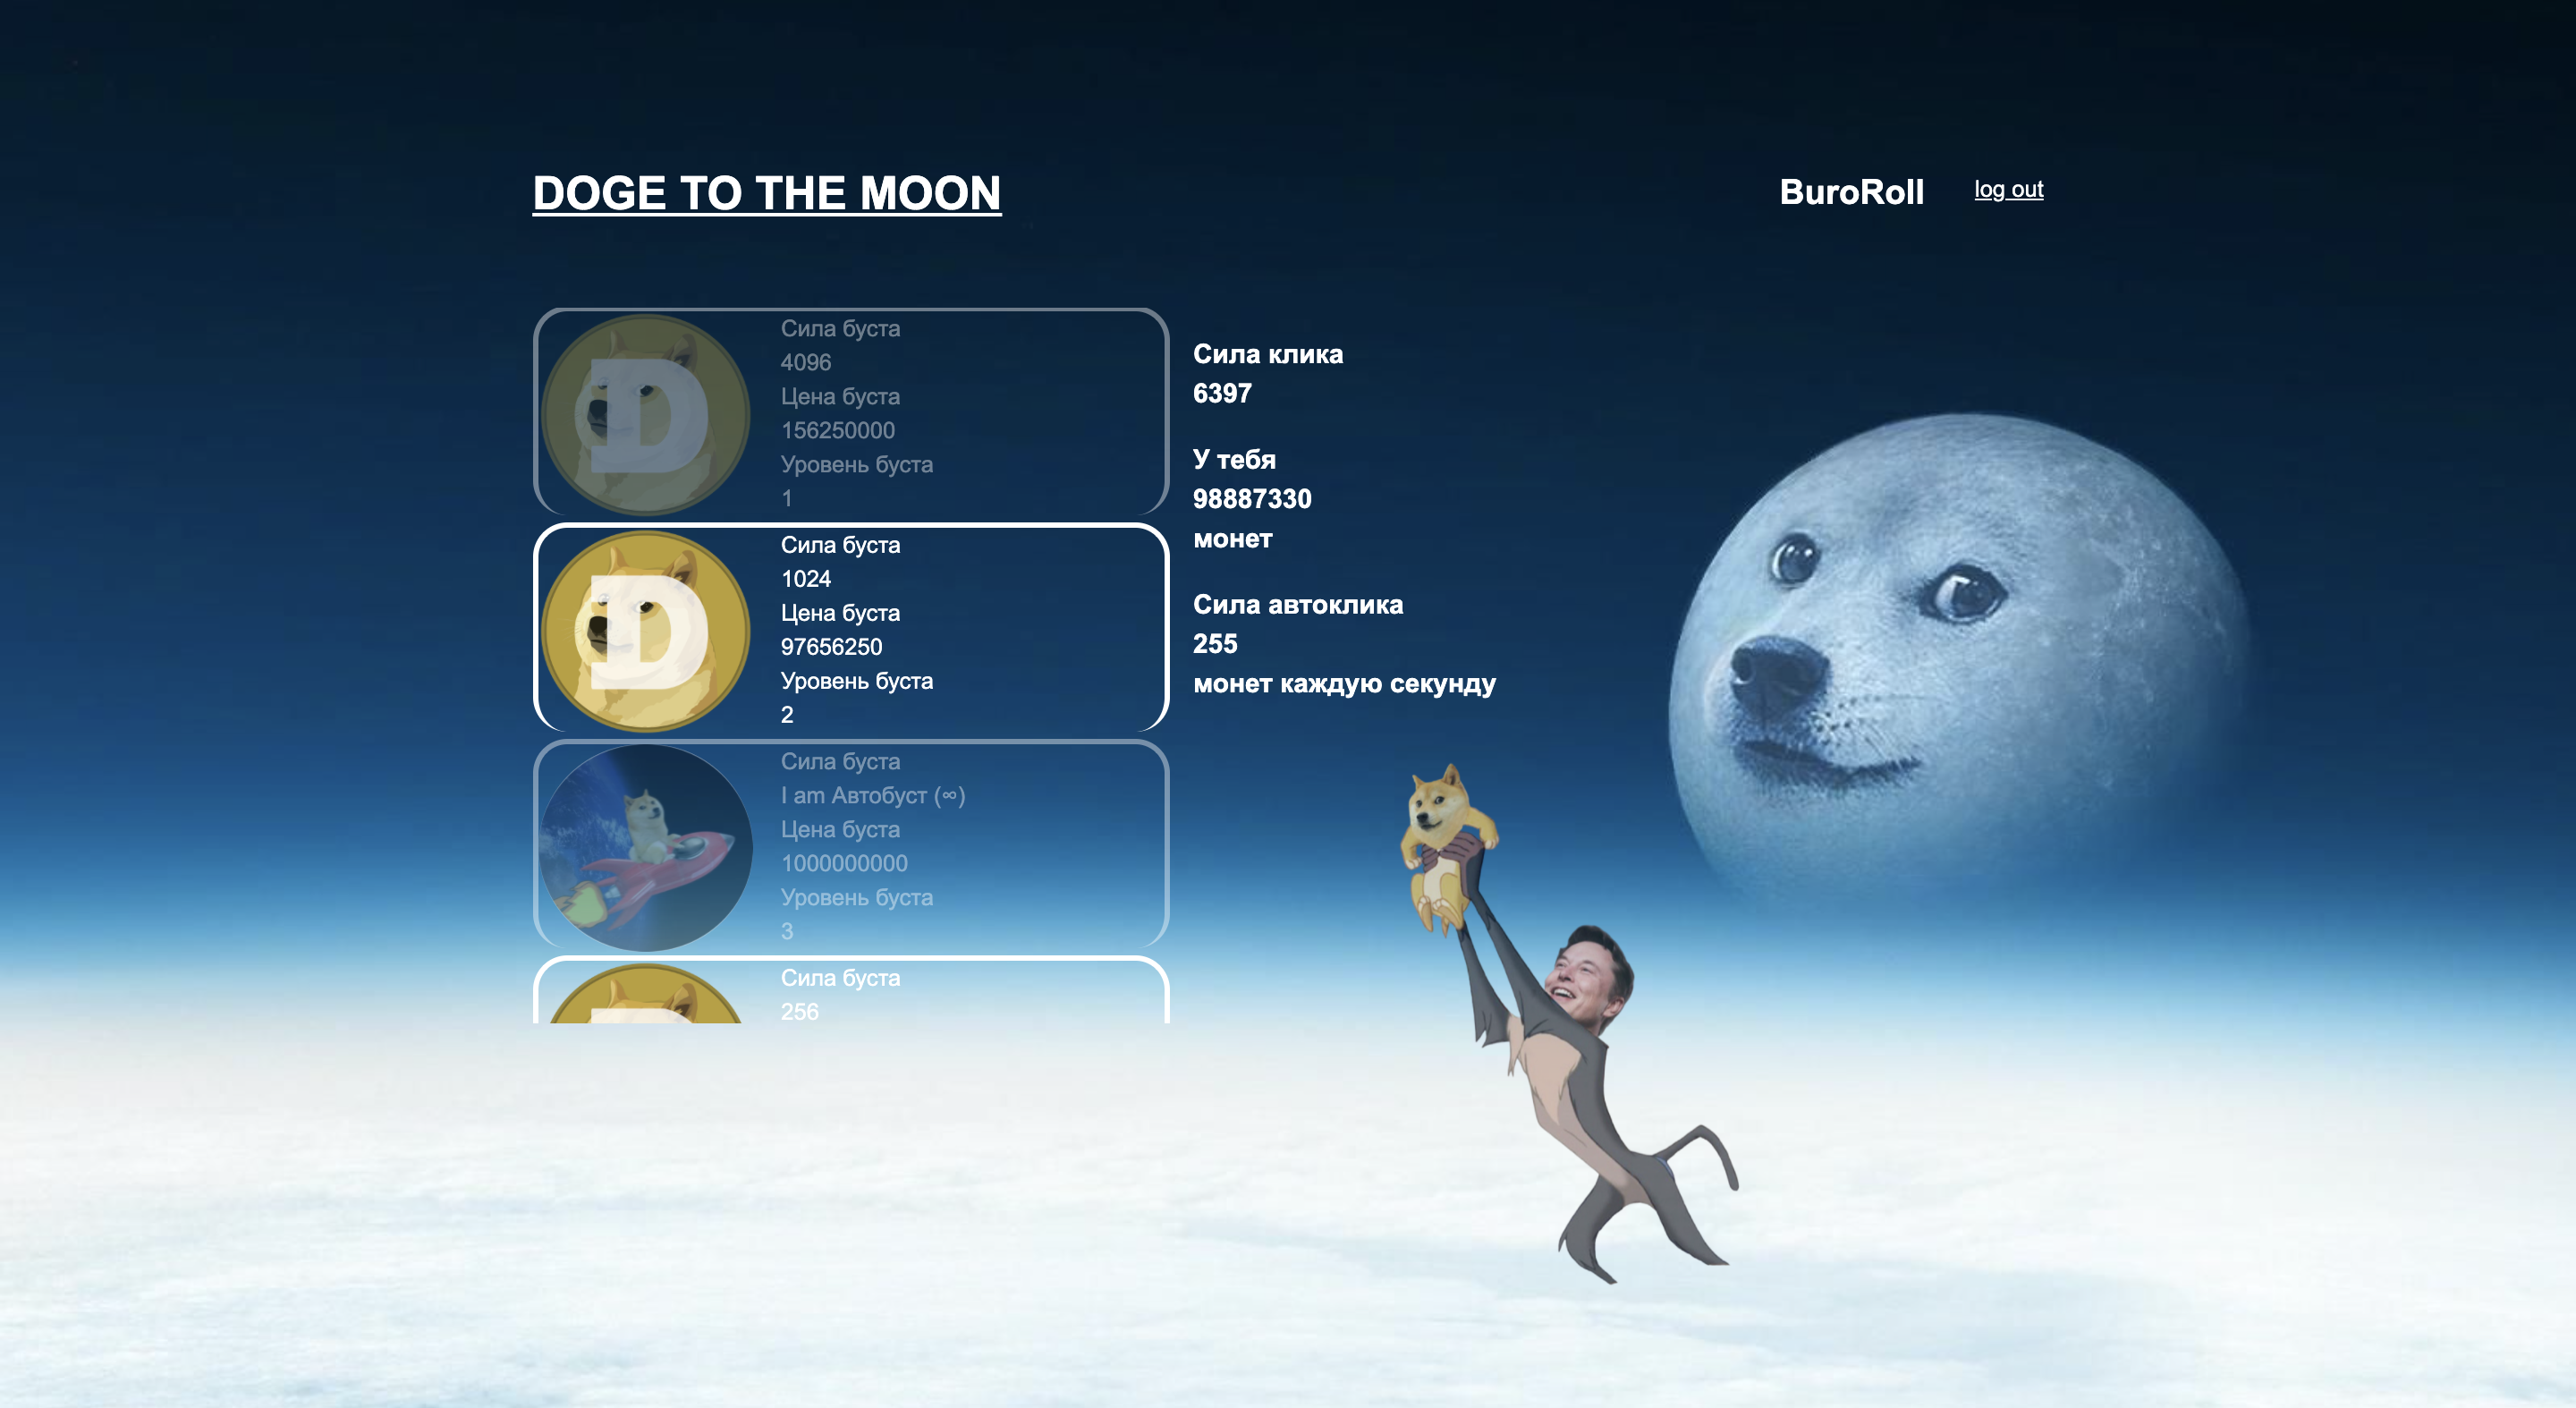 DOGE TO THE MOON
BuroRoll
log out
Сила буста
4096
Цена буста
156250000
Уровень буста
1
D
Сила буста
1024
Цена буста
97656250
Уровень буста
2
D
Сила буста
I am Автобуст (∞)
Цена буста
1000000000
Уровень буста
3
Сила буста
256
Сила клика
6397
У тебя
98887330
монет
Сила автоклика
255
монет каждую секунду